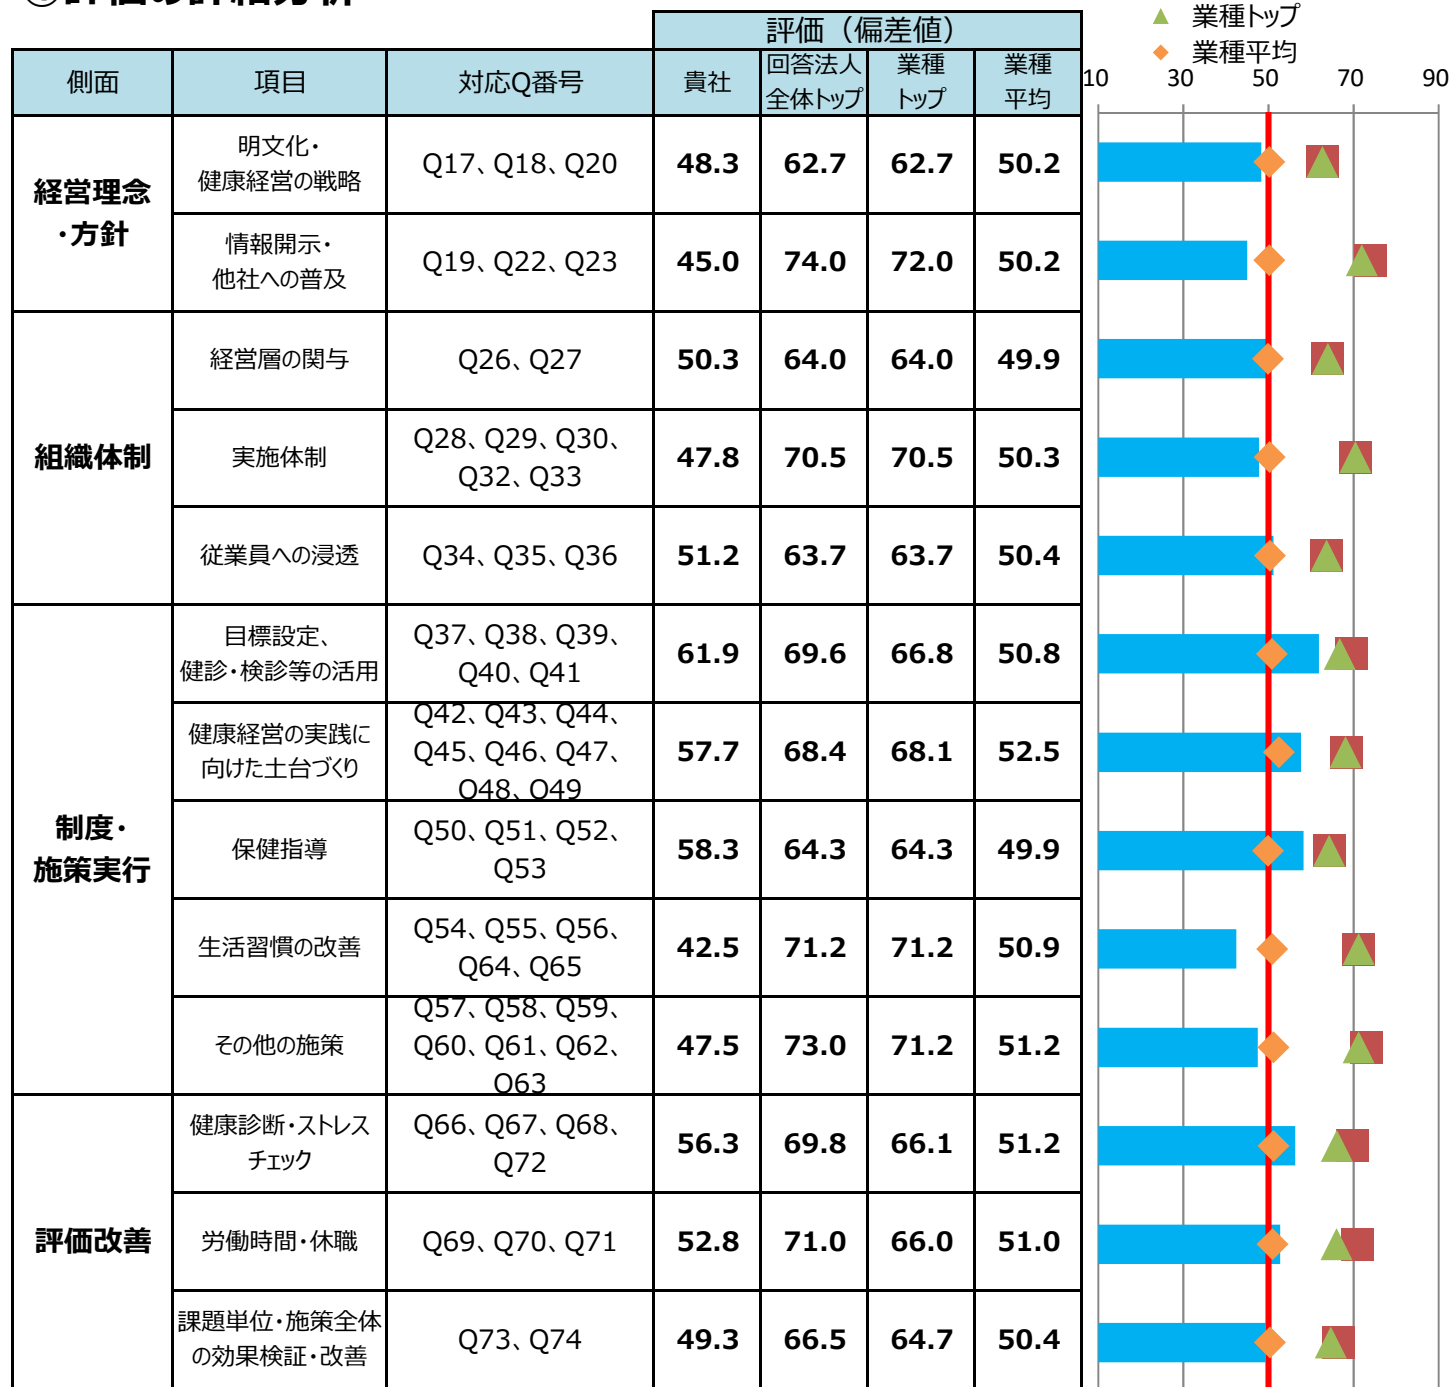 評価（偏差値）
側面 項目 対応Q番号 貴社 回答法人 業種 業種
全体トップ トップ 平均
業種トップ
業種平均
10 30 50 70 90
経営理念
・方針
明文化・
健康経営の戦略
Q17、Q18、Q20 48.3 62.7 62.7 50.2
情報開示・
他社への普及
Q19、Q22、Q23 45.0 74.0 72.0 50.2
組織体制
経営層の関与 Q26、Q27 50.3 64.0 64.0 49.9
実施体制
Q28、Q29、Q30、
Q32、Q33
47.8 70.5 70.5 50.3
従業員への浸透 Q34、Q35、Q36 51.2 63.7 63.7 50.4
制度・
施策実行
目標設定、
健診・検診等の活用
Q37、Q38、Q39、
Q40、Q41
61.9 69.6 66.8 50.8
健康経営の実践に
向けた土台づくり
Q42、Q43、Q44、
Q45、Q46、Q47、
Q48、Q49
57.7 68.4 68.1 52.5
保健指導
Q50、Q51、Q52、
Q53
58.3 64.3 64.3 49.9
生活習慣の改善
Q54、Q55、Q56、
Q64、Q65
42.5 71.2 71.2 50.9
その他の施策
Q57、Q58、Q59、
Q60、Q61、Q62、
Q63
47.5 73.0 71.2 51.2
評価改善
健康診断・ストレス
チェック
Q66、Q67、Q68、
Q72
56.3 69.8 66.1 51.2
労働時間・休職 Q69、Q70、Q71 52.8 71.0 66.0 51.0
課題単位・施策全体
の効果検証・改善
Q73、Q74 49.3 66.5 64.7 50.4